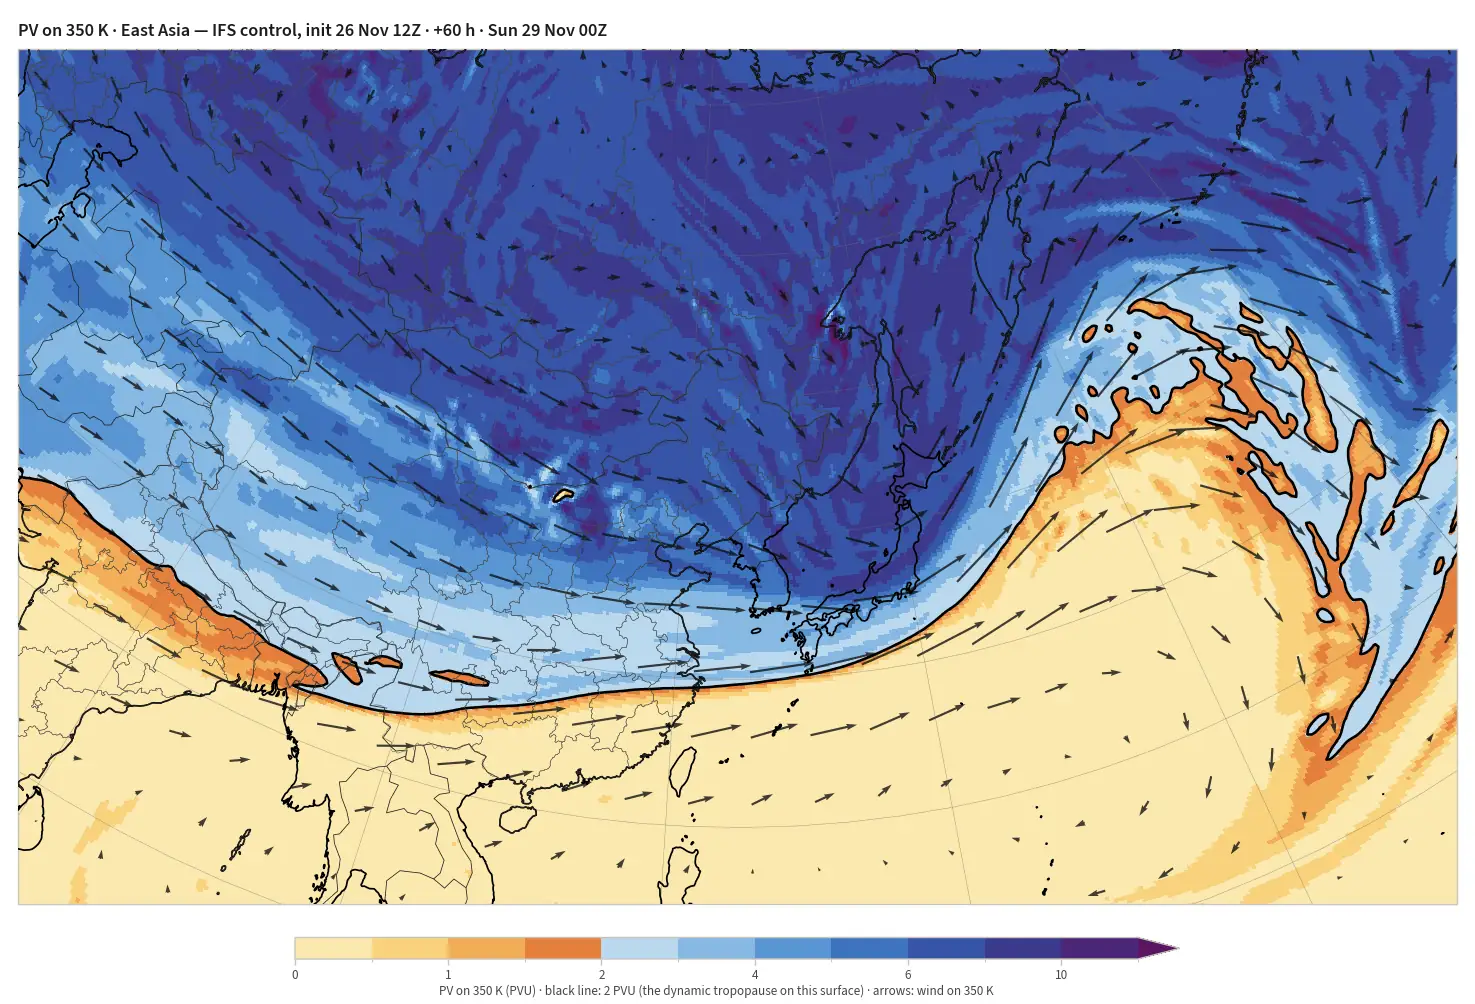 PV on 350 K · East Asia — IFS control, init 26 Nov 12Z · +60 h · Sun 29 Nov 00Z
0 1 2 4 6 10
PV on 350 K (PVU) · black line: 2 PVU (the dynamic tropopause on this surface) · arrows: wind on 350 K